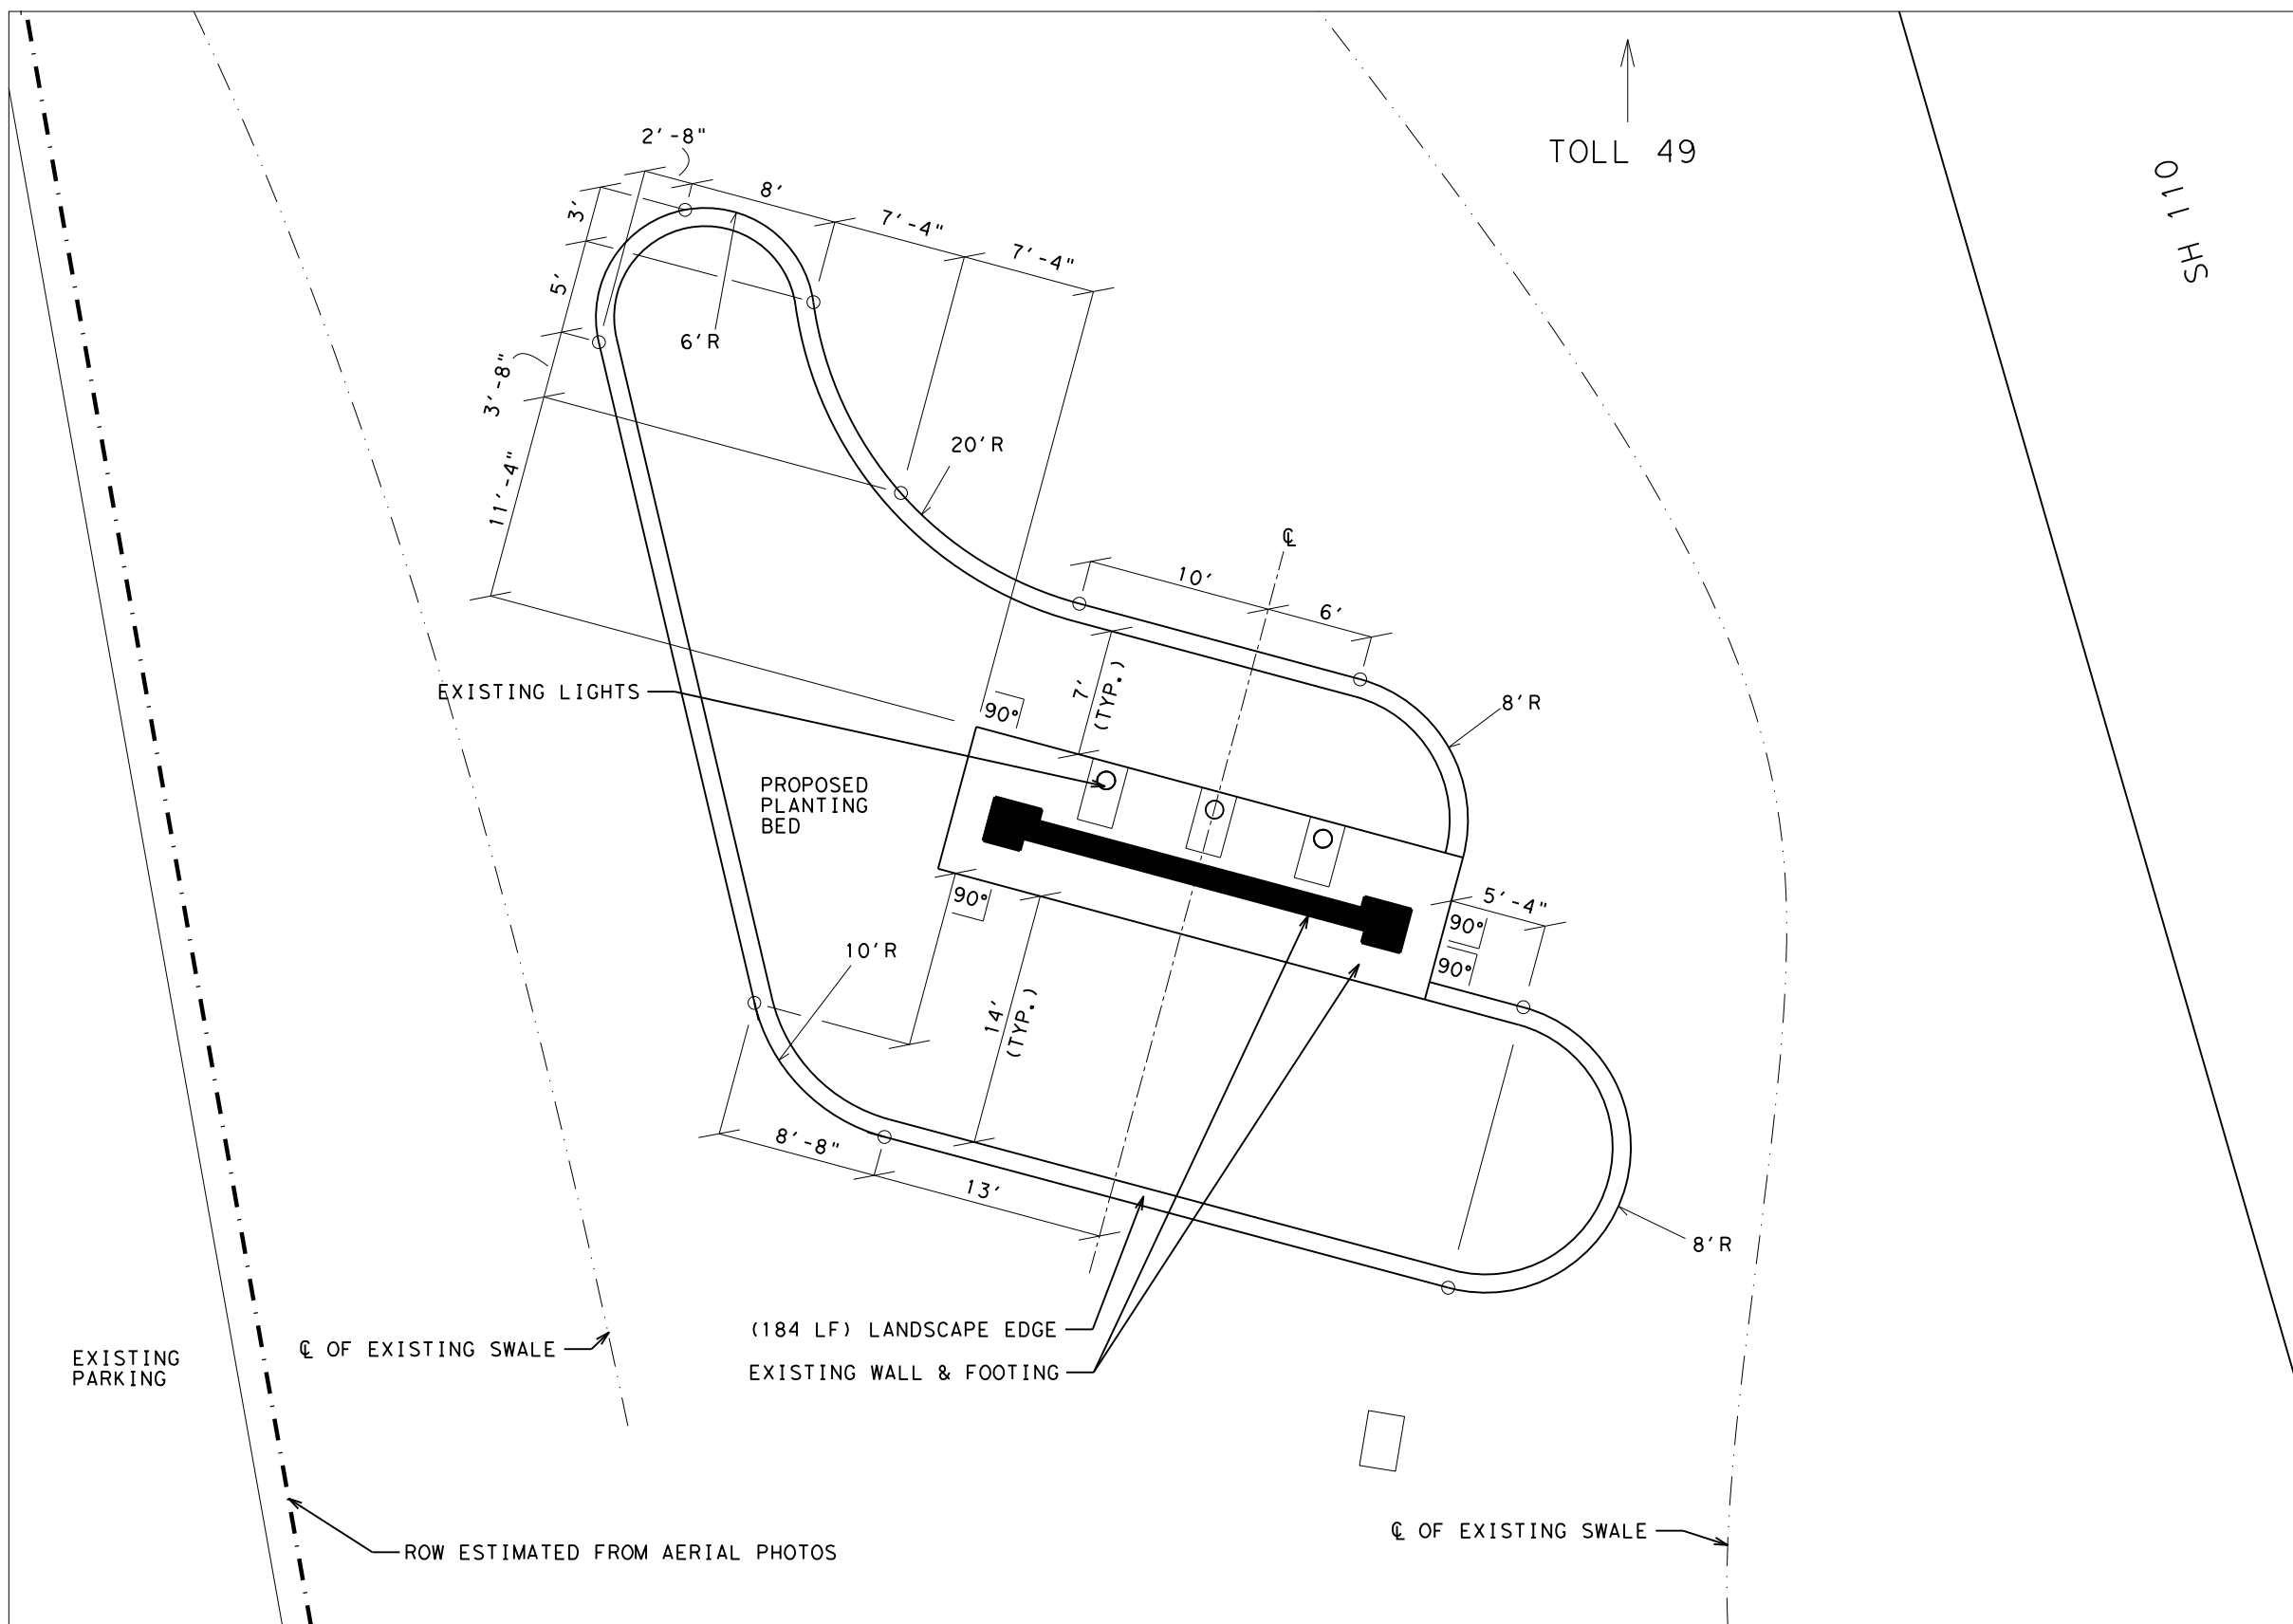 TOLL 49
SH 110
2'-8"
8'
7'-4"
7'-4"
3'
5'
3'-8"
11'-4"
6'R
20'R
℄
10'
6'
7'
(TYP.)
8'R
EXISTING LIGHTS
90°
PROPOSED
PLANTING
BED
90°
5'-4"
90°
90°
10'R
14'
(TYP.)
8'-8"
13'
8'R
(184 LF) LANDSCAPE EDGE
EXISTING WALL & FOOTING
℄ OF EXISTING SWALE
EXISTING
PARKING
℄ OF EXISTING SWALE
ROW ESTIMATED FROM AERIAL PHOTOS